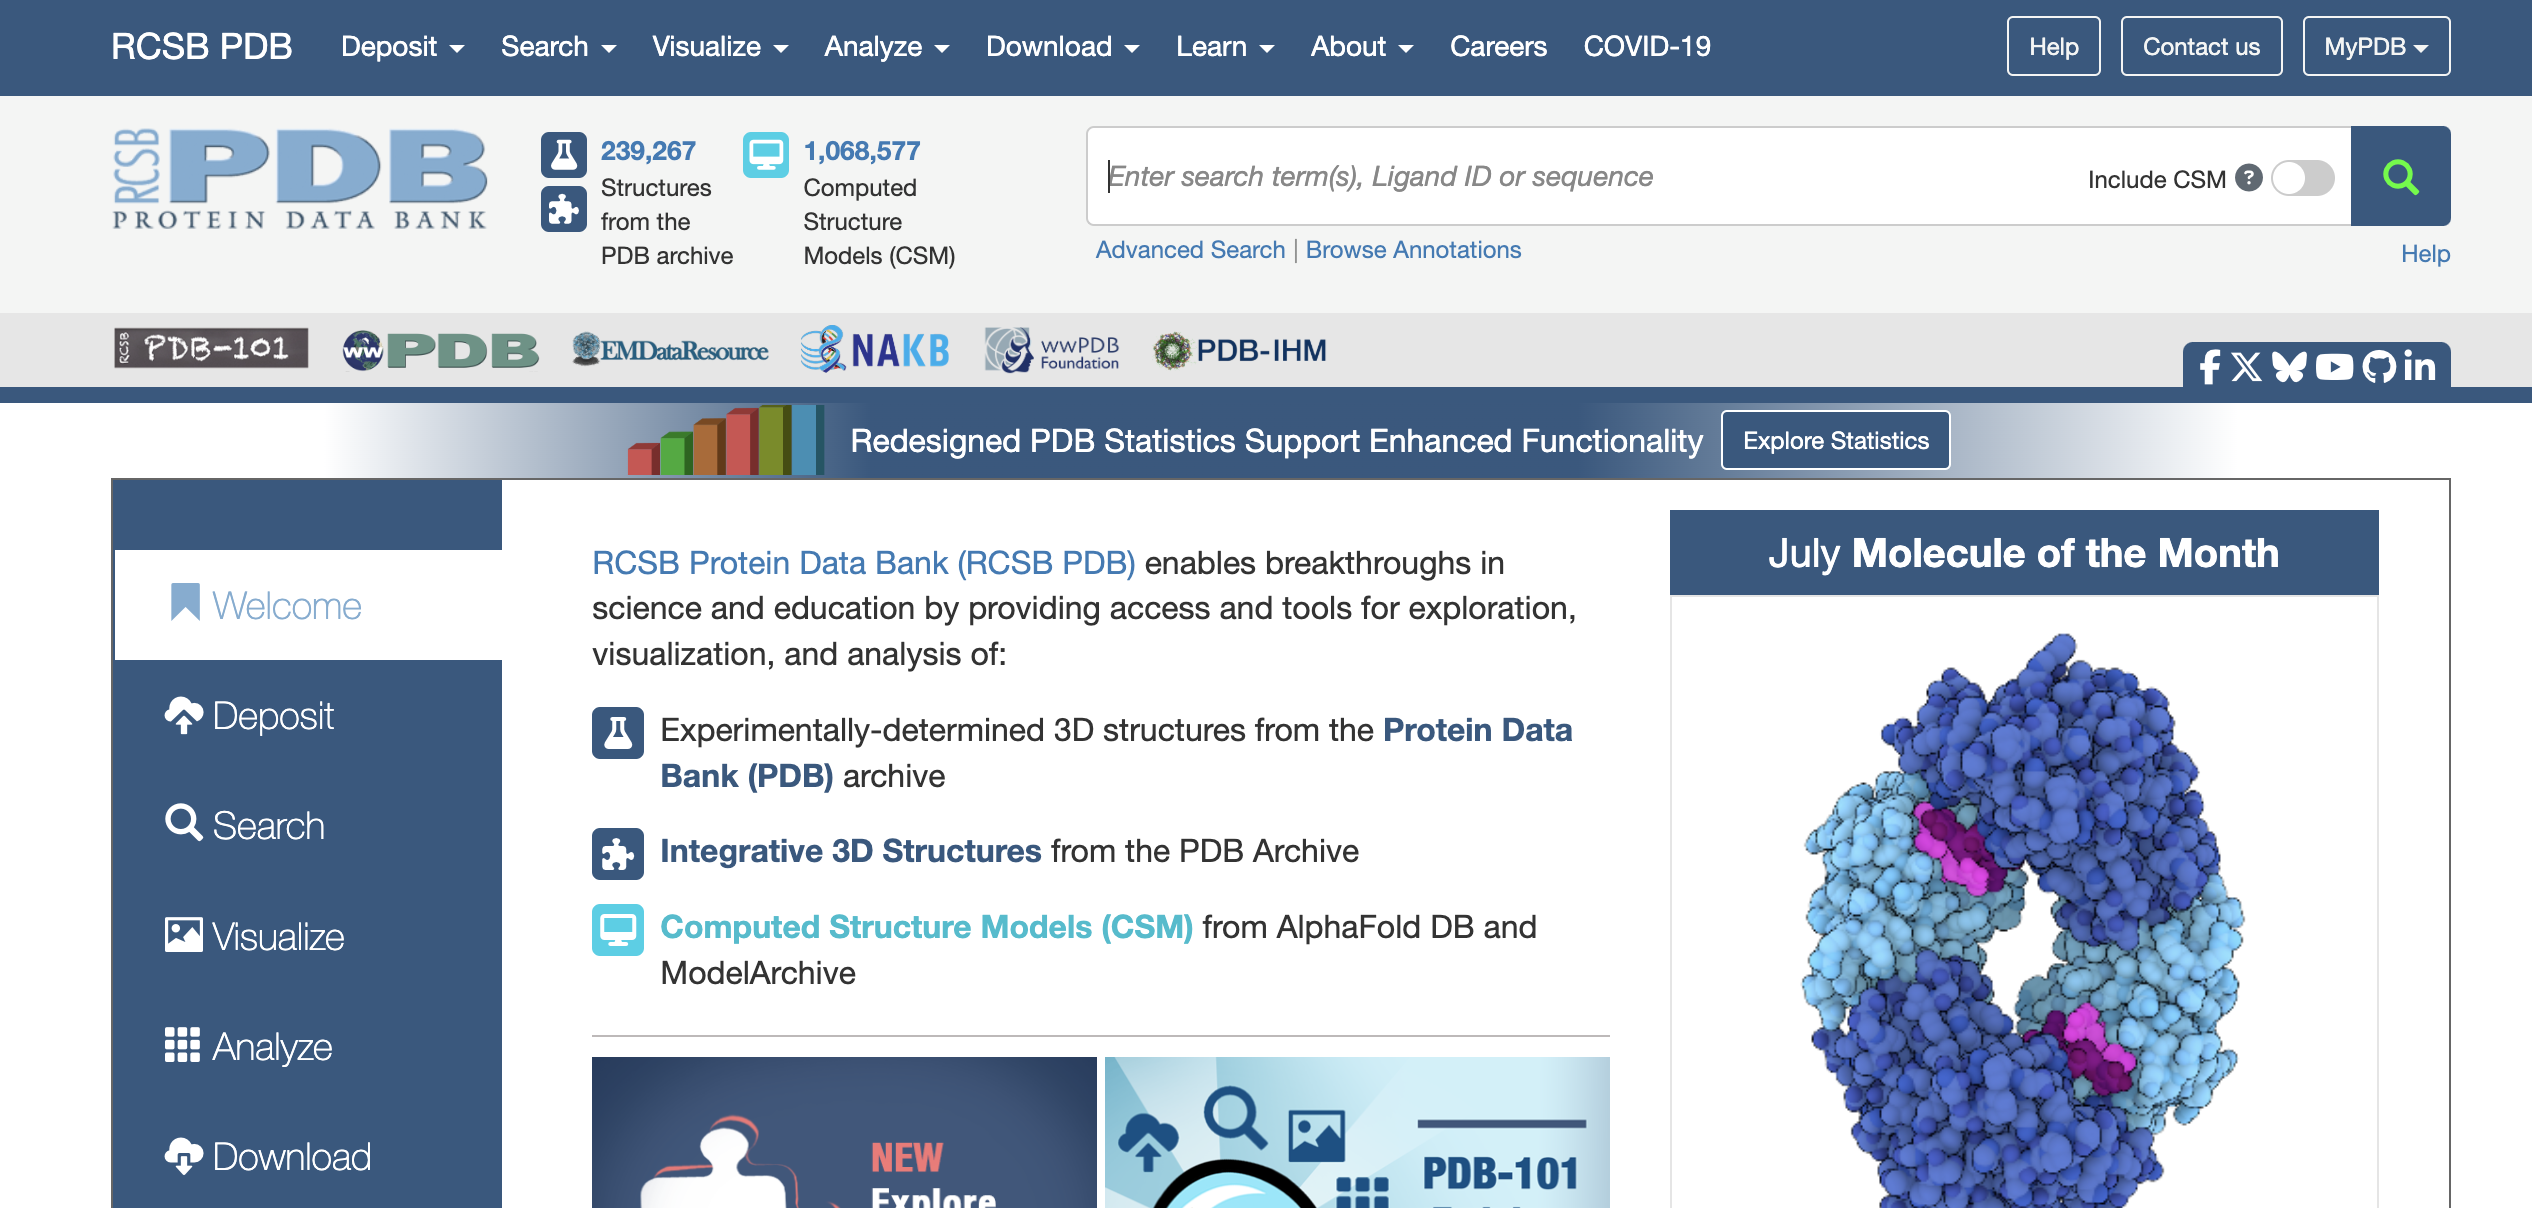 RCSB PDB Deposit Search Visualize Analyze Download Learn About Careers COVID-19 Help Contact us MyPDB
RCSB PDB
PROTEIN DATA BANK
239,267
Structures
from the
PDB archive
1,068,577
Computed
Structure
Models (CSM)
Enter search term(s), Ligand ID or sequence
Include CSM ?
Advanced Search | Browse Annotations
Help
RCSB PDB-101 wwPDB EMDataResource NAKB wwPDB Foundation PDB-IHM
Redesigned PDB Statistics Support Enhanced Functionality Explore Statistics
Welcome
Deposit
Search
Visualize
Analyze
Download
RCSB Protein Data Bank (RCSB PDB) enables breakthroughs in
science and education by providing access and tools for exploration,
visualization, and analysis of:
Experimentally-determined 3D structures from the Protein Data
Bank (PDB) archive
Integrative 3D Structures from the PDB Archive
Computed Structure Models (CSM) from AlphaFold DB and
ModelArchive
NEW
Explore
PDB-101
July Molecule of the Month